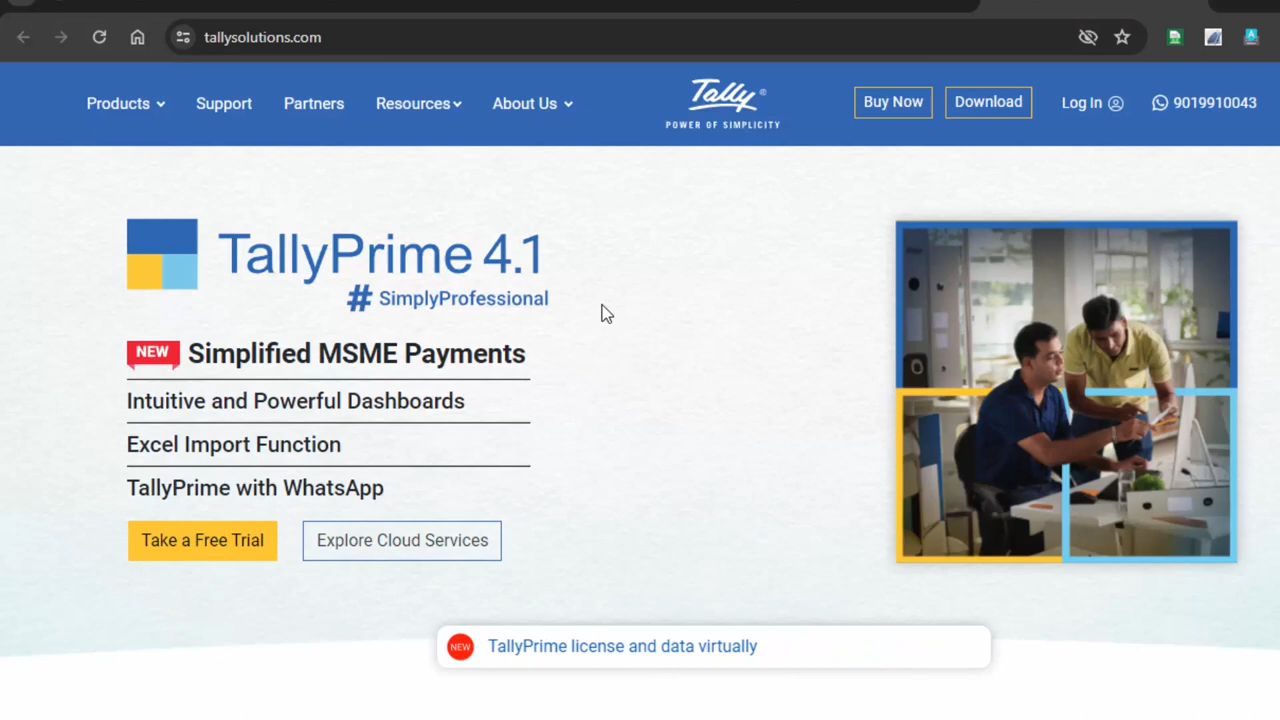 tallysolutions.com
Products Support Partners Resources About Us Tally ® Buy Now Download Log In 9019910043
POWER OF SIMPLICITY
TallyPrime 4.1
# SimplyProfessional
NEW Simplified MSME Payments
Intuitive and Powerful Dashboards
Excel Import Function
TallyPrime with WhatsApp
Take a Free Trial Explore Cloud Services
NEW TallyPrime license and data virtually